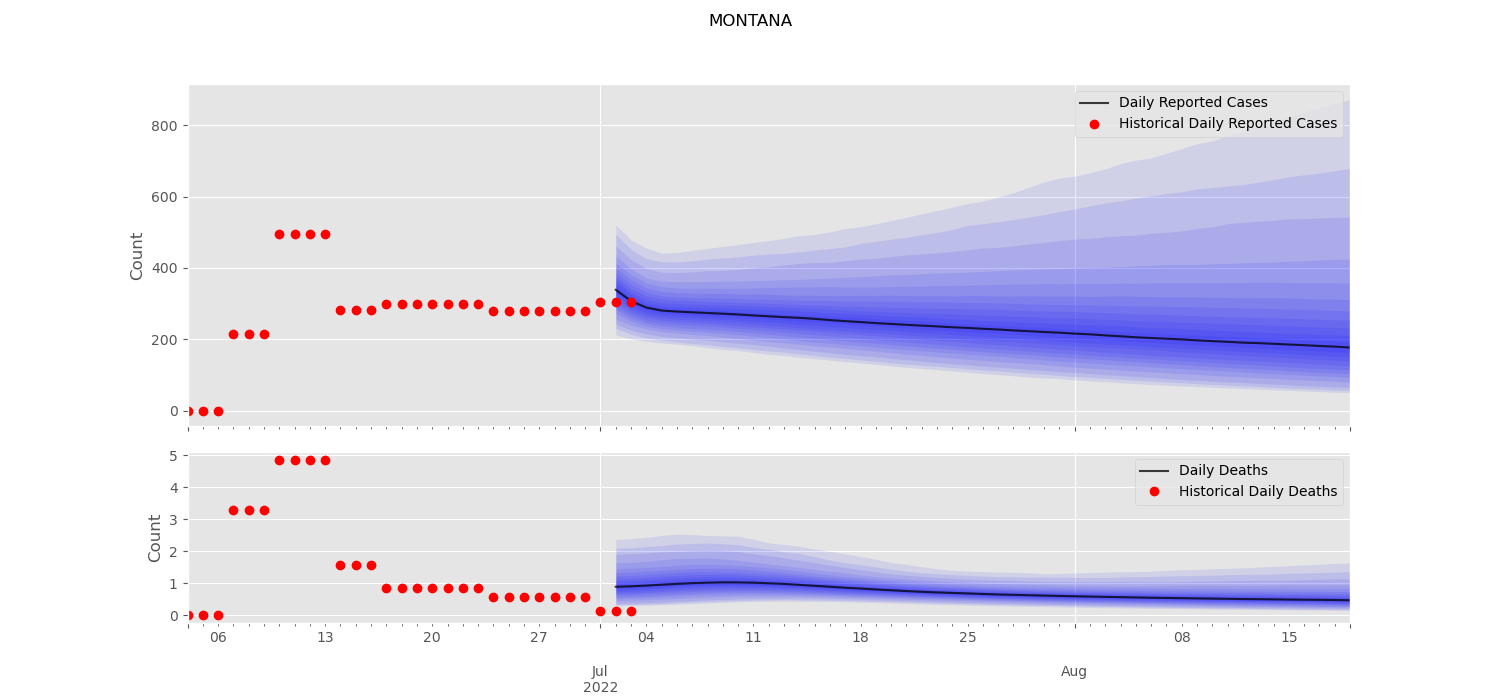 MONTANA
Daily Reported Cases
Historical Daily Reported Cases
800
600
400
200
0
Count
Daily Deaths
Historical Daily Deaths
5
4
3
2
1
0
Count
06 13 20 27 04 11 18 25 08 15
Jul Aug
2022